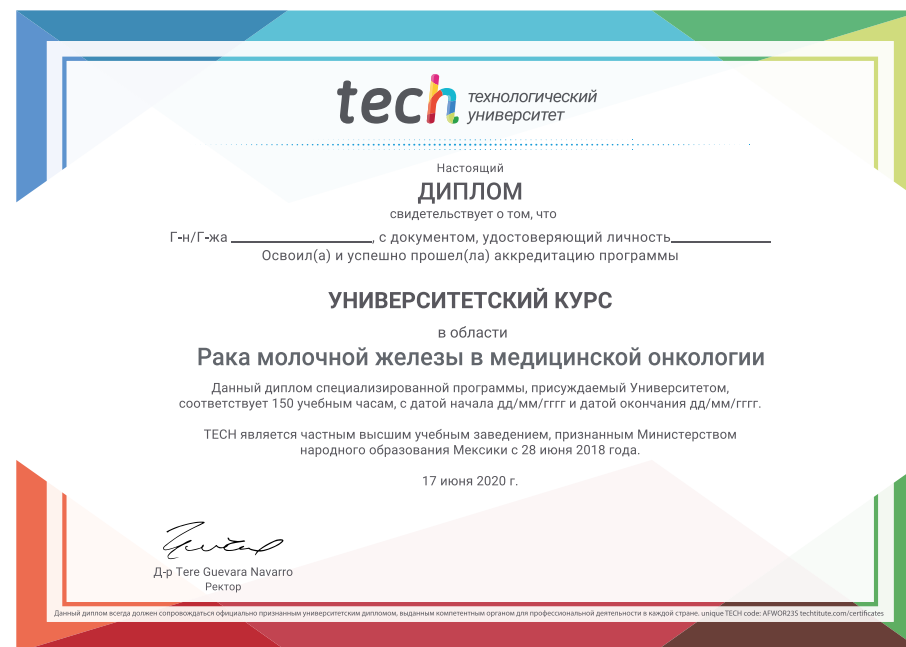 tech технологический
университет
Настоящий
ДИПЛОМ
свидетельствует о том, что
Г-н/Г-жа ____________________, с документом, удостоверяющий личность______________
Освоил(а) и успешно прошел(ла) аккредитацию программы
УНИВЕРСИТЕТСКИЙ КУРС
в области
Рака молочной железы в медицинской онкологии
Данный диплом специализированной программы, присуждаемый Университетом,
соответствует 150 учебным часам, с датой начала дд/мм/гггг и датой окончания дд/мм/гггг.
TECH является частным высшим учебным заведением, признанным Министерством
народного образования Мексики с 28 июня 2018 года.
17 июня 2020 г.
Д-р Tere Guevara Navarro
Ректор
Данный диплом всегда должен сопровождаться официально признанным университетским дипломом, выданным компетентным органом для профессиональной деятельности в каждой стране. unique TECH code: AFWOR23S techtitute.com/certificates